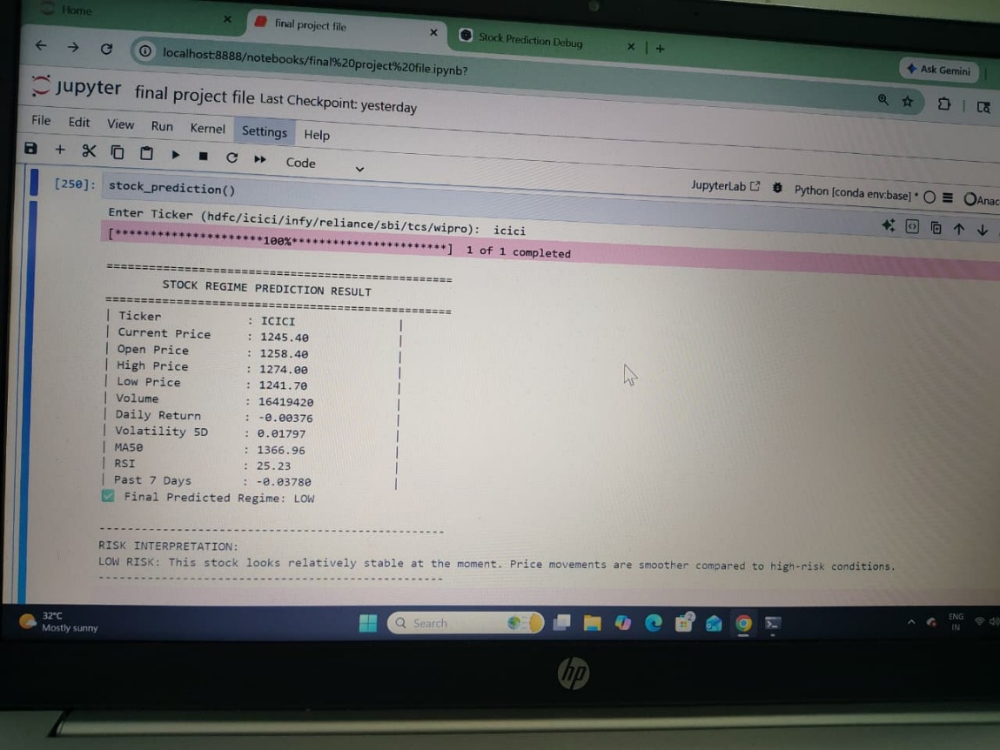 Home
final project file
Stock Prediction Debug
localhost:8888/notebooks/final%20project%20file.ipynb?
Ask Gemini
jupyter final project file Last Checkpoint: yesterday
File Edit View Run Kernel Settings Help
Code
JupyterLab Python [conda env:base] * Anac
[250]: stock_prediction()
Enter Ticker (hdfc/icici/infy/reliance/sbi/tcs/wipro): icici
[*********************100%***********************] 1 of 1 completed
==================================================
STOCK REGIME PREDICTION RESULT
==================================================
| Ticker : ICICI |
| Current Price : 1245.40 |
| Open Price : 1258.40 |
| High Price : 1274.00 |
| Low Price : 1241.70 |
| Volume : 16419420 |
| Daily Return : -0.00376 |
| Volatility 5D : 0.01797 |
| MA50 : 1366.96 |
| RSI : 25.23 |
| Past 7 Days : -0.03780 |
✅ Final Predicted Regime: LOW
--------------------------------------------------
RISK INTERPRETATION:
LOW RISK: This stock looks relatively stable at the moment. Price movements are smoother compared to high-risk conditions.
--------------------------------------------------
32°C
Mostly sunny
Search
2
ENG
IN
hp